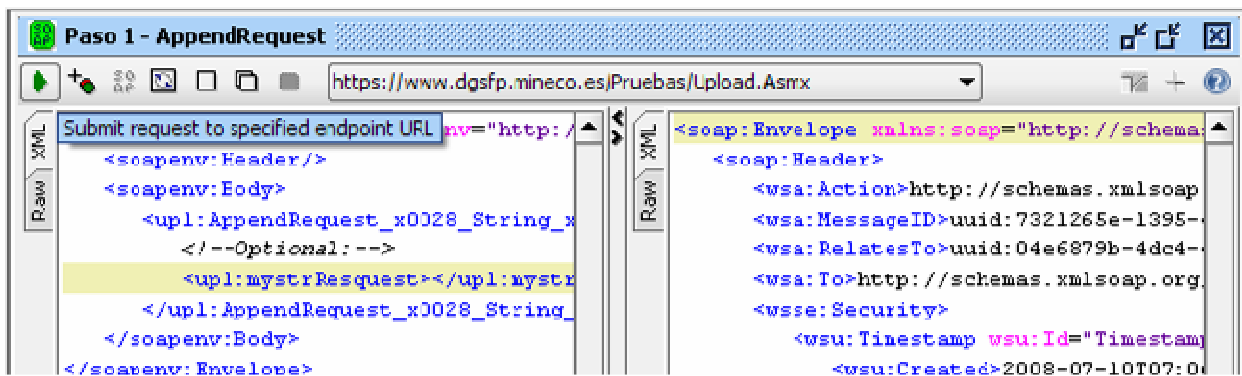 Paso 1 - AppendRequest
https://www.dgsfp.mineco.es/Pruebas/Upload.Asmx
XML
Raw
Submit request to specified endpoint URL
nv="http:/
<soapenv:Header/>
<soapenv:Body>
<upl:AppendRequest_x0028_String_x
<!--Optional:-->
<upl:mystrResquest></upl:mystr
</upl:AppendRequest_x0028_String_
</soapenv:Body>
</soapenv:Envelope>
XML
Raw
<soap:Envelope xmlns:soap="http://schema
<soap:Header>
<wsa:Action>http://schemas.xmlsoap
<wsa:MessageID>uuid:7321265e-1395-
<wsa:RelatesTo>uuid:04e6879b-4dc4-
<wsa:To>http://schemas.xmlsoap.org
<wsse:Security>
<wsu:Timestamp wsu:Id="Timestam
<wsu:Created>2008-07-10T07:0